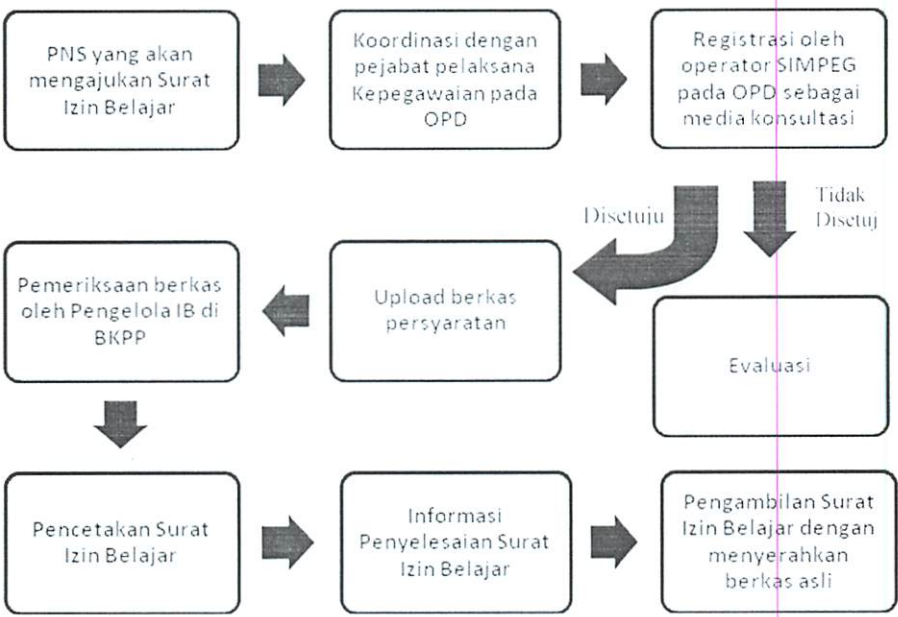 PNS yang akan
mengajukan Surat
Izin Belajar
Koordinasi dengan
pejabat pelaksana
Kepegawaian pada
OPD
Registrasi oleh
operator SIMPEG
pada OPD sebagai
media konsultasi
Disetuju
Tidak
Disetuj
Pemeriksaan berkas
oleh Pengelola IB di
BKPP
Upload berkas
persyaratan
Evaluasi
Pencetakan Surat
Izin Belajar
Informasi
Penyelesaian Surat
Izin Belajar
Pengambilan Surat
Izin Belajar dengan
menyerahkan
berkas asli